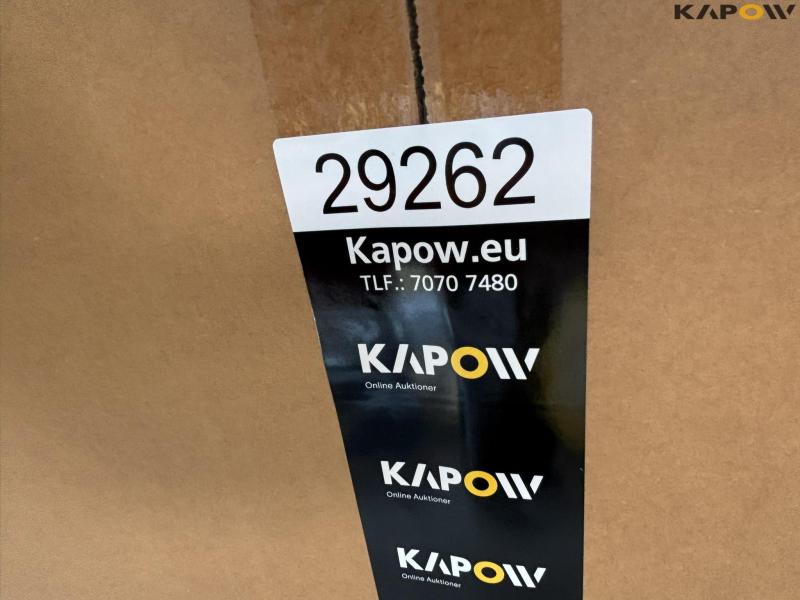 KAPOW
29262
Kapow.eu
TLF.: 7070 7480
KAPOW
Online Auktioner
KAPOW
Online Auktioner
KAPOW
Online Auktioner